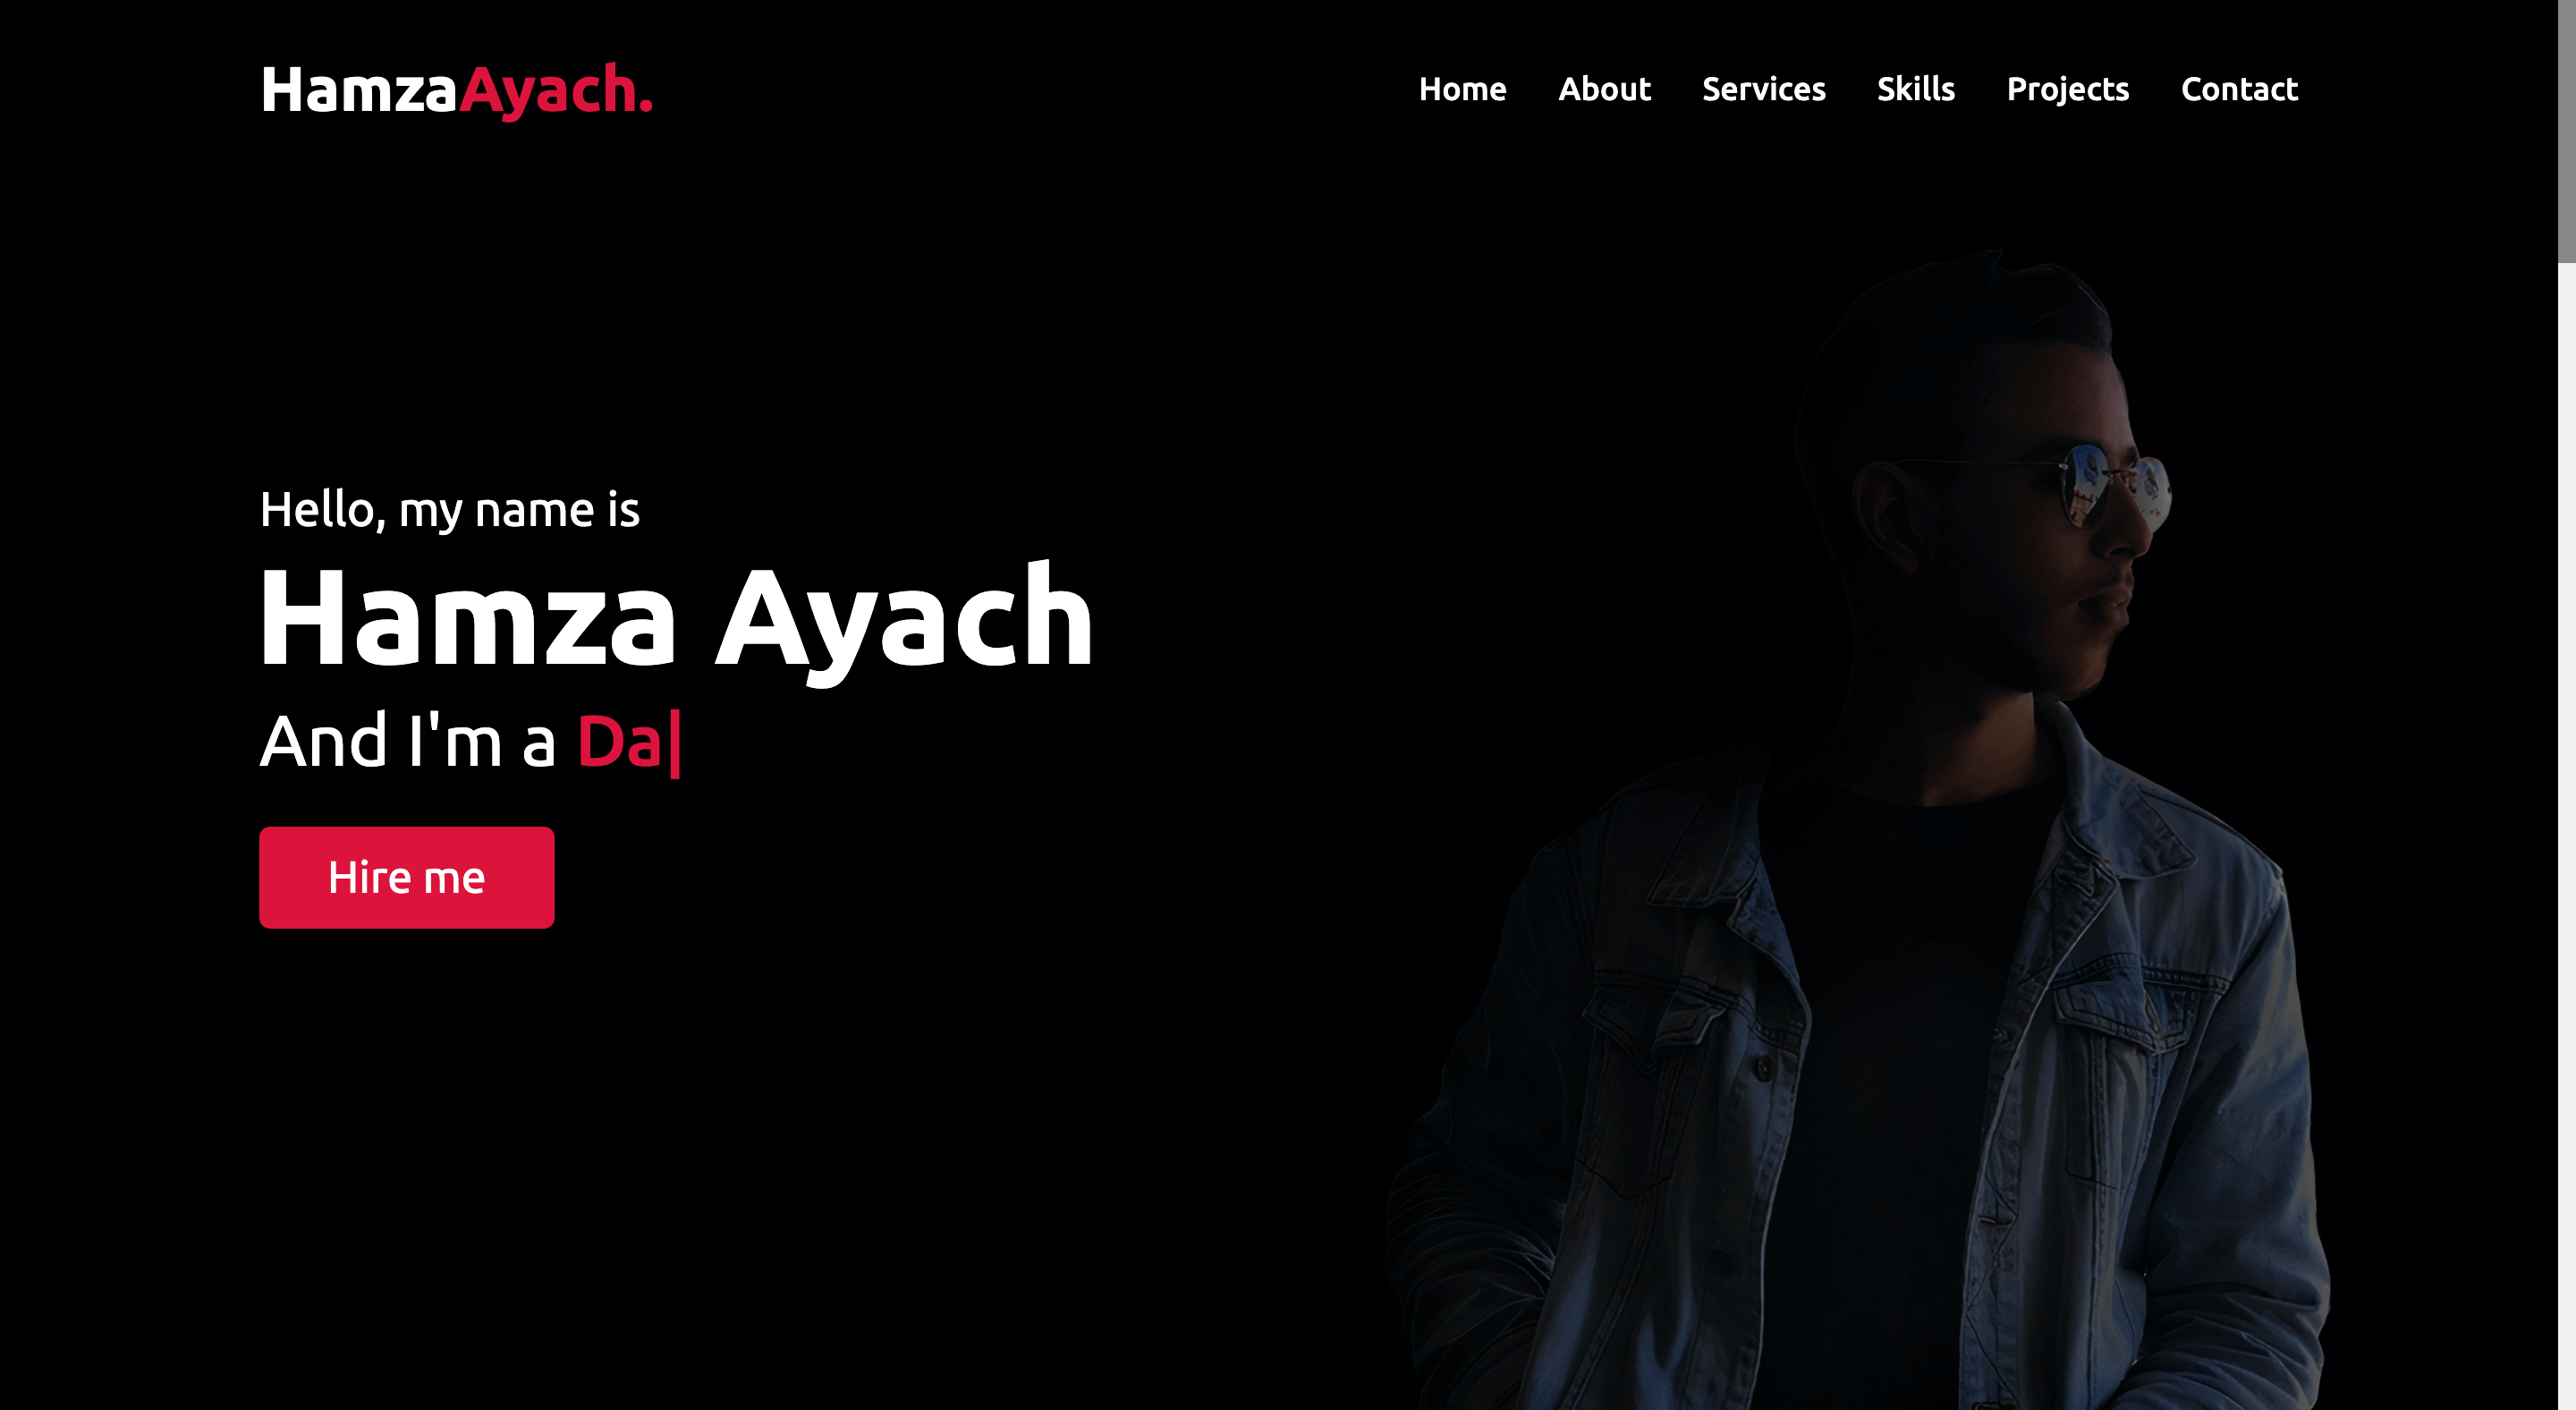 HamzaAyach.
Home About Services Skills Projects Contact
Hello, my name is
Hamza Ayach
And I'm a Da|
Hire me